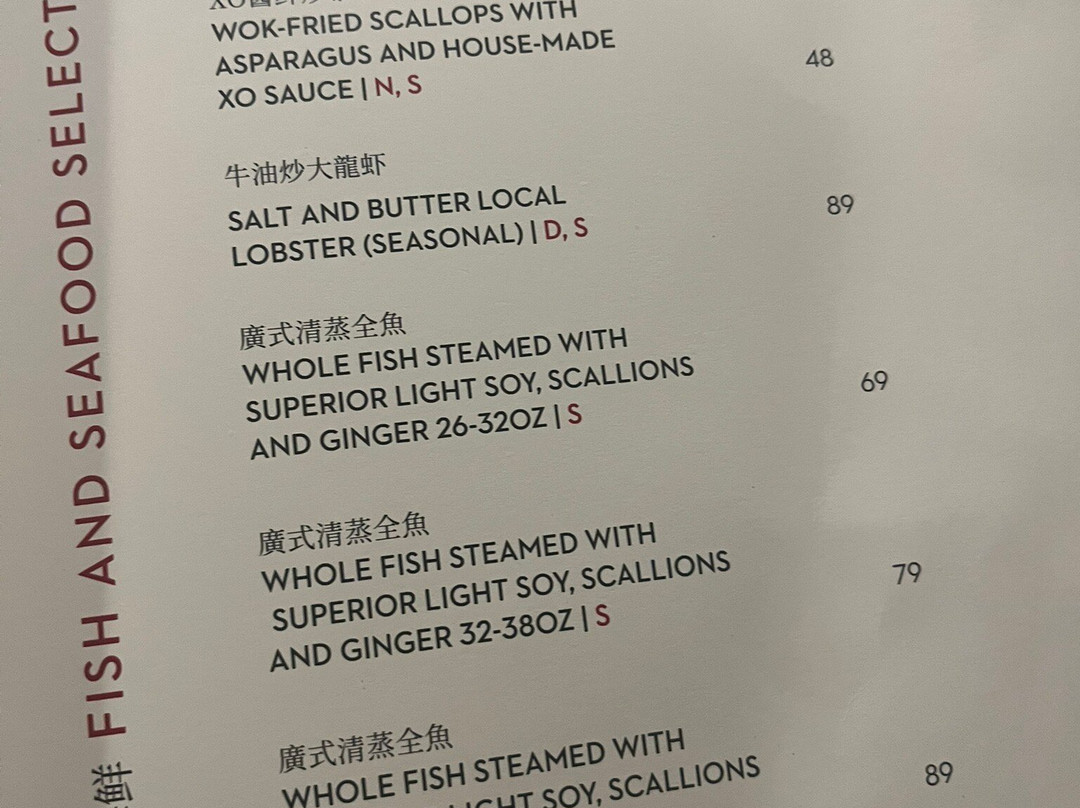 WOK-FRIED SCALLOPS WITH
ASPARAGUS AND HOUSE-MADE
XO SAUCE | N, S
48
牛油炒大龍虾
SALT AND BUTTER LOCAL
LOBSTER (SEASONAL) | D, S
89
廣式清蒸全魚
WHOLE FISH STEAMED WITH
SUPERIOR LIGHT SOY, SCALLIONS
AND GINGER 26-32OZ | S
69
廣式清蒸全魚
WHOLE FISH STEAMED WITH
SUPERIOR LIGHT SOY, SCALLIONS
AND GINGER 32-38OZ | S
79
廣式清蒸全魚
WHOLE FISH STEAMED WITH
SOY, SCALLIONS
89
鮮 FISH AND SEAFOOD SELECT